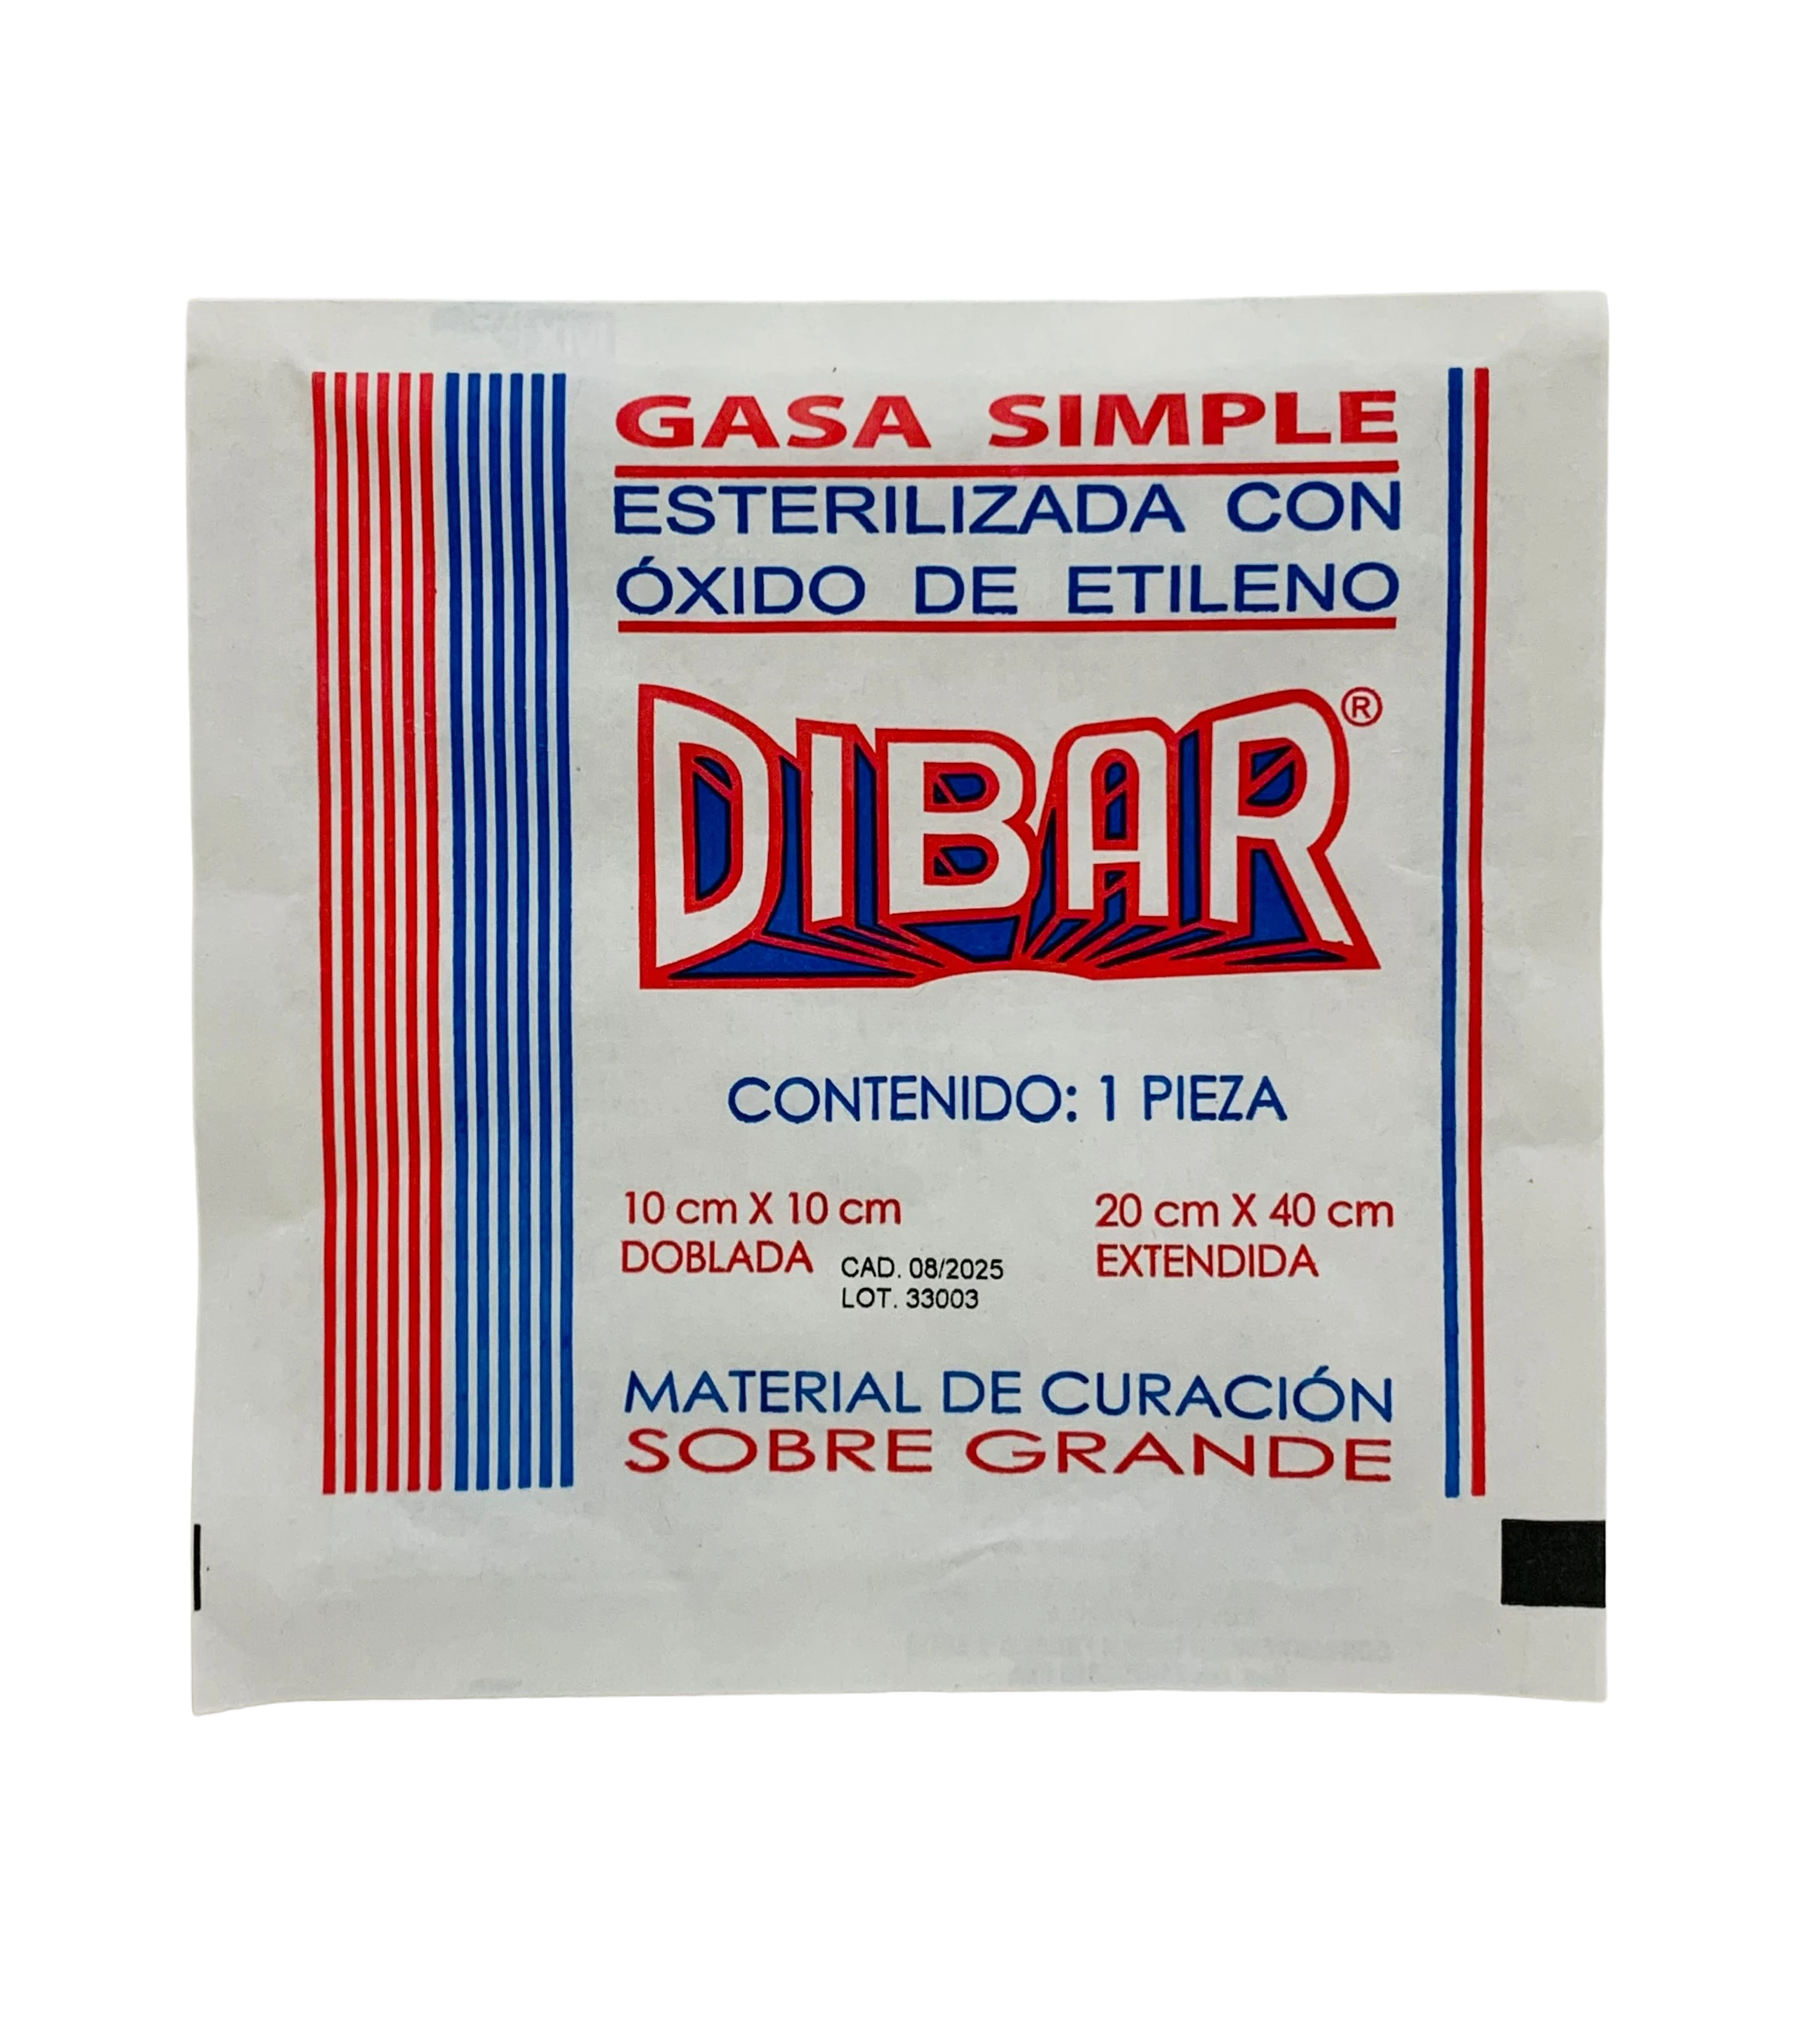 GASA SIMPLE
ESTERILIZADA CON
ÓXIDO DE ETILENO
DIBAR®
CONTENIDO: 1 PIEZA
10 cm X 10 cm
DOBLADA
20 cm X 40 cm
EXTENDIDA
CAD. 08/2025
LOT. 33003
MATERIAL DE CURACIÓN
SOBRE GRANDE